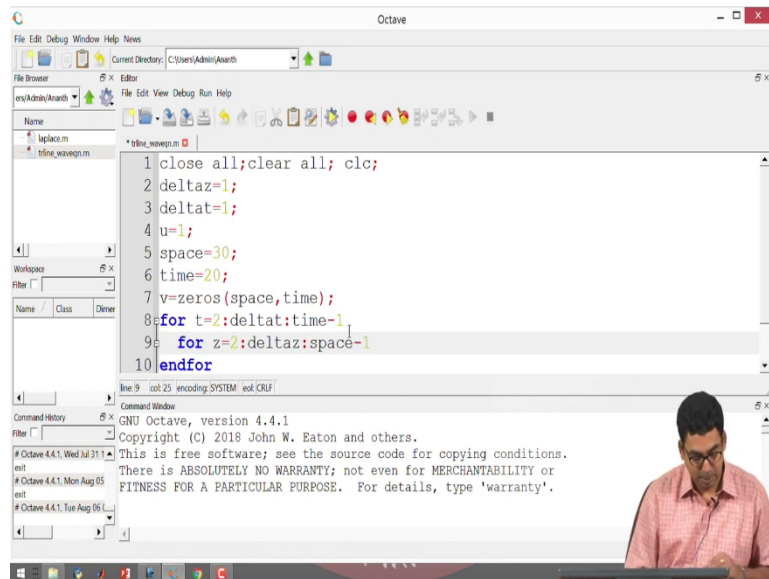 Octave
File Edit Debug Window Help News
Current Directory: C:\Users\Admin\Ananth
File Browser
Editor
ers/Admin/Ananth
File Edit View Debug Run Help
Name
laplace.m
trline_waveqn.m
* trline_waveqn.m
1 close all;clear all; clc;
2 deltaz=1;
3 deltat=1;
4 u=1;
5 space=30;
6 time=20;
7 v=zeros(space,time);
8 for t=2:deltat:time-1
9 for z=2:deltaz:space-1
10 endfor
Workspace
Filter
Name Class Dimer
line: 9 col: 25 encoding: SYSTEM eol: CRLF
Command History
Filter
# Octave 4.4.1, Wed Jul 31 1
exit
# Octave 4.4.1, Mon Aug 05
exit
# Octave 4.4.1, Tue Aug 06
Command Window
GNU Octave, version 4.4.1
Copyright (C) 2018 John W. Eaton and others.
This is free software; see the source code for copying conditions.
There is ABSOLUTELY NO WARRANTY; not even for MERCHANTABILITY or
FITNESS FOR A PARTICULAR PURPOSE. For details, type 'warranty'.